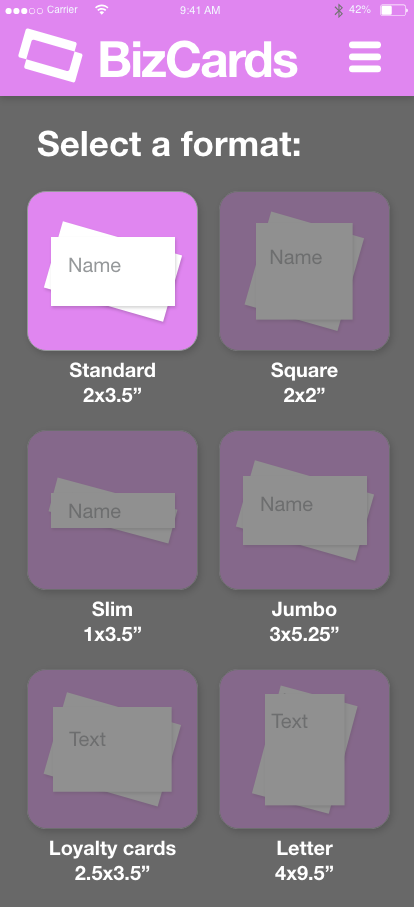 Carrier 9:41 AM 42%
BizCards
Select a format:
Name Name
Standard Square
2x3.5” 2x2”
Name Name
Slim Jumbo
1x3.5” 3x5.25”
Text Text
Loyalty cards Letter
2.5x3.5” 4x9.5”